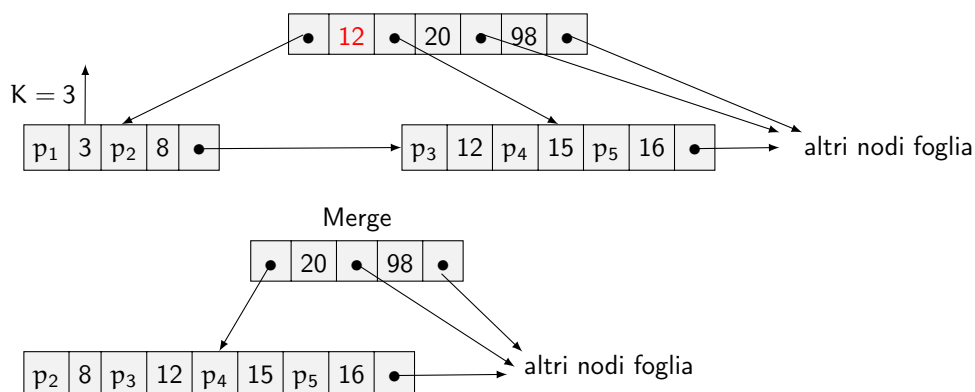 12 20 98
K = 3
p₁ 3 p₂ 8
p₃ 12 p₄ 15 p₅ 16
altri nodi foglia
Merge
20 98
altri nodi foglia
p₂ 8 p₃ 12 p₄ 15 p₅ 16